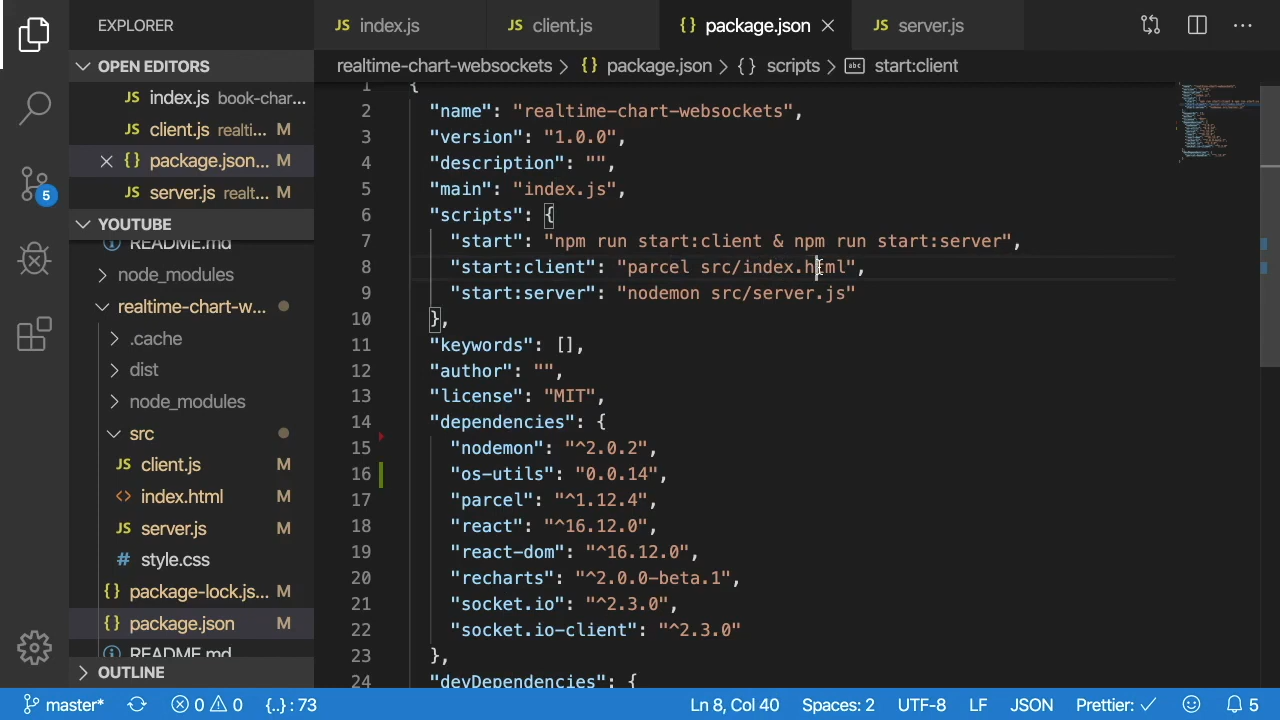 EXPLORER
OPEN EDITORS
JS index.js book-char...
JS client.js realti... M
{} package.json... M
JS server.js realt... M
YOUTUBE
README.md
node_modules
realtime-chart-w...
.cache
dist
node_modules
src
JS client.js M
<> index.html M
JS server.js M
# style.css
{} package-lock.js... M
{} package.json M
README.md
OUTLINE
5
JS index.js JS client.js {} package.json JS server.js
realtime-chart-websockets > {} package.json > {} scripts > abc start:client
1 {
2 "name": "realtime-chart-websockets",
3 "version": "1.0.0",
4 "description": "",
5 "main": "index.js",
6 "scripts": {
7 "start": "npm run start:client & npm run start:server",
8 "start:client": "parcel src/index.html",
9 "start:server": "nodemon src/server.js"
10 },
11 "keywords": [],
12 "author": "",
13 "license": "MIT",
14 "dependencies": {
15 "nodemon": "^2.0.2",
16 "os-utils": "0.0.14",
17 "parcel": "^1.12.4",
18 "react": "^16.12.0",
19 "react-dom": "^16.12.0",
20 "recharts": "^2.0.0-beta.1",
21 "socket.io": "^2.3.0",
22 "socket.io-client": "^2.3.0"
23 },
24 "devDependencies": {
master* 0 0 {..} : 73 Ln 8, Col 40 Spaces: 2 UTF-8 LF JSON Prettier: ✓ 5